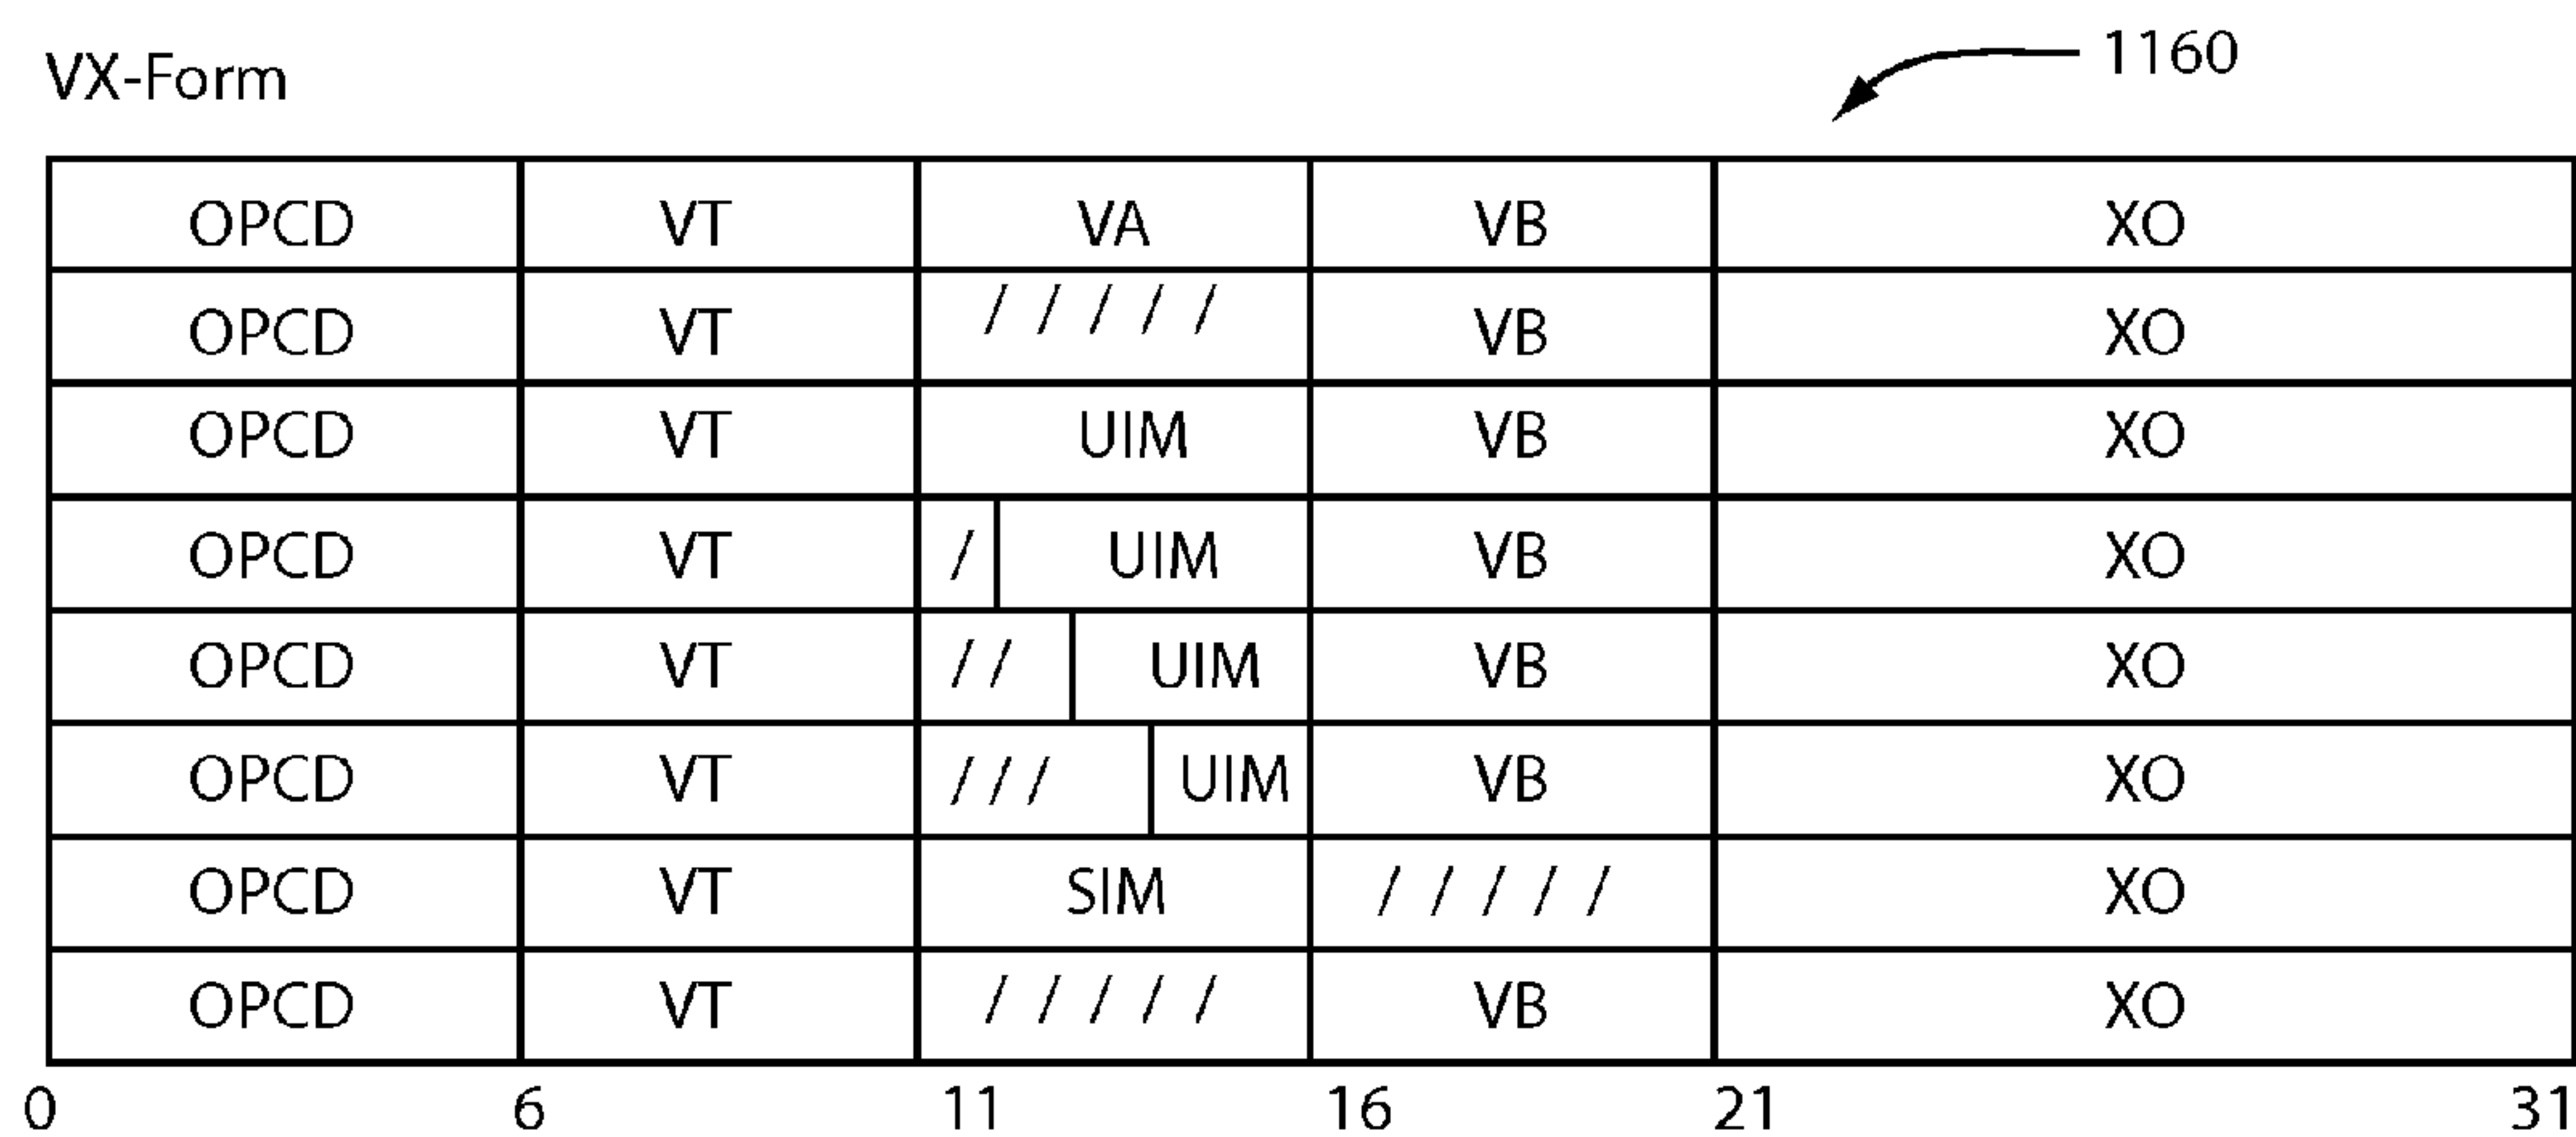 VX-Form 1160
OPCD VT VA VB XO
OPCD VT / / / / / VB XO
OPCD VT UIM VB XO
OPCD VT / UIM VB XO
OPCD VT / / UIM VB XO
OPCD VT / / / UIM VB XO
OPCD VT SIM / / / / / XO
OPCD VT / / / / / VB XO
0 6 11 16 21 31